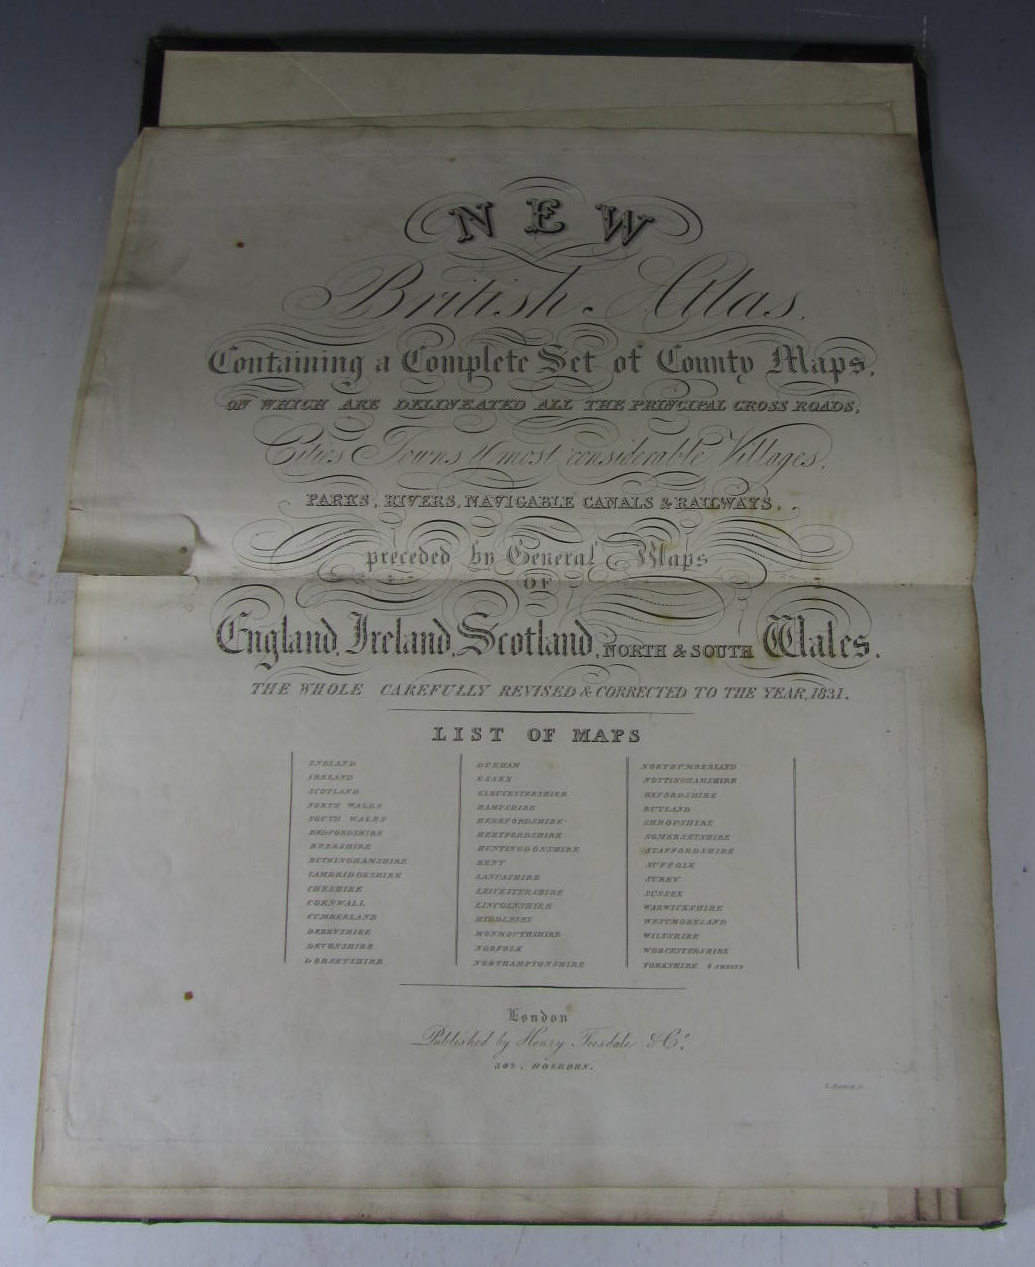 NEW
British Atlas.
Containing a Complete Set of County Maps,
ON WHICH ARE DELINEATED ALL THE PRINCIPAL CROSS ROADS,
Cities Towns & most considerable Villages,
PARKS, RIVERS, NAVIGABLE CANALS & RAILWAYS,
preceded by General Maps
OF
England, Ireland, Scotland, NORTH & SOUTH Wales.
THE WHOLE CAREFULLY REVISED & CORRECTED TO THE YEAR, 1831.
LIST OF MAPS
ENGLAND
IRELAND
SCOTLAND
NORTH WALES
SOUTH WALES
BEDFORDSHIRE
BERKSHIRE
BUCKINGHAMSHIRE
CAMBRIDGESHIRE
CHESHIRE
CORNWALL
CUMBERLAND
DERBYSHIRE
DEVONSHIRE
DORSETSHIRE
DURHAM
ESSEX
GLOUCESTERSHIRE
HAMPSHIRE
HEREFORDSHIRE
HERTFORDSHIRE
HUNTINGDONSHIRE
KENT
LANCASHIRE
LEICESTERSHIRE
LINCOLNSHIRE
MIDDLESEX
MONMOUTHSHIRE
NORFOLK
NORTHAMPTONSHIRE
NORTHUMBERLAND
NOTTINGHAMSHIRE
OXFORDSHIRE
RUTLAND
SHROPSHIRE
SOMERSETSHIRE
STAFFORDSHIRE
SUFFOLK
SURRY
SUSSEX
WARWICKSHIRE
WESTMORELAND
WILTSHIRE
WORCESTERSHIRE
YORKSHIRE 4 SHEETS
London
Published by Henry Teesdale & Co.
302, HOLBORN.